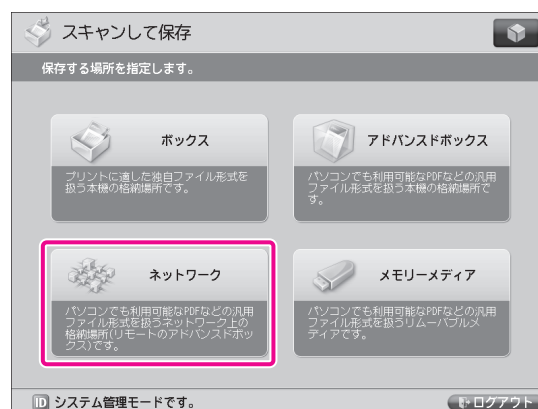 スキャンして保存
保存する場所を指定します。
ボックス
プリントに適した独自ファイル形式を
扱う本機の格納場所です。
アドバンスドボックス
パソコンでも利用可能なPDFなどの汎用
ファイル形式を扱う本機の格納場所で
す。
ネットワーク
パソコンでも利用可能なPDFなどの汎用
ファイル形式を扱うネットワーク上の
格納場所(リモートのアドバンスドボッ
クス)です。
メモリーメディア
パソコンでも利用可能なPDFなどの汎用
ファイル形式を扱うリムーバブルメ
ディアです。
ID システム管理モードです。
ログアウト